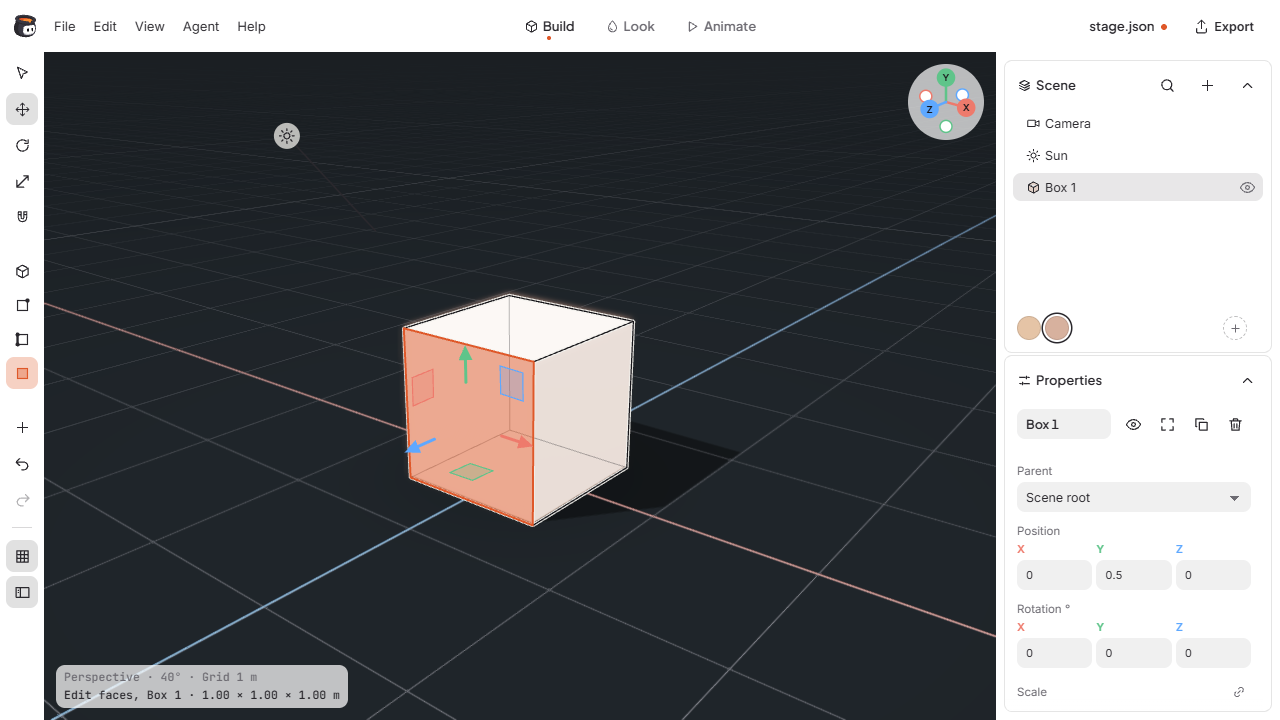 File Edit View Agent Help
Build Look Animate
stage.json Export
Y
Z X
Scene
Camera
Sun
Box 1
Properties
Box 1
Parent
Scene root
Position
X Y Z
0 0.5 0
Rotation °
X Y Z
0 0 0
Scale
Perspective · 40° · Grid 1 m
Edit faces, Box 1 · 1.00 × 1.00 × 1.00 m